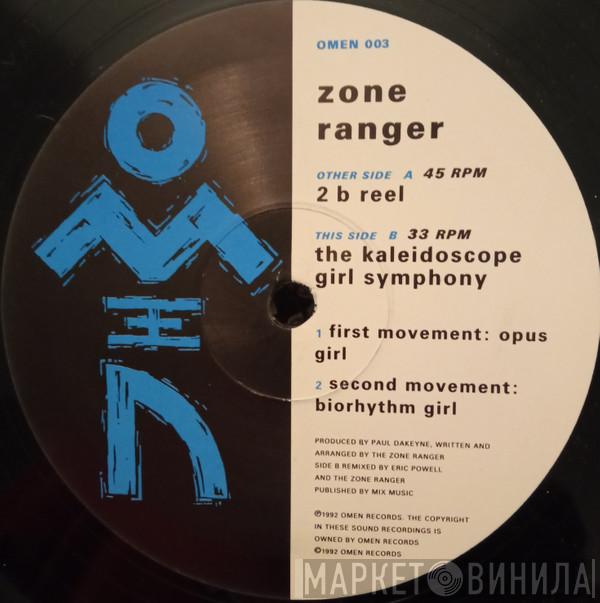 OMEN
OMEN 003
zone
ranger
OTHER SIDE A 45 RPM
2 b reel
THIS SIDE B 33 RPM
the kaleidoscope
girl symphony
1 first movement: opus
girl
2 second movement:
biorhythm girl
PRODUCED BY PAUL DAKEYNE, WRITTEN AND
ARRANGED BY THE ZONE RANGER
SIDE B REMIXED BY ERIC POWELL
AND THE ZONE RANGER
PUBLISHED BY MIX MUSIC
℗1992 OMEN RECORDS. THE COPYRIGHT
IN THESE SOUND RECORDINGS IS
OWNED BY OMEN RECORDS
©1992 OMEN RECORDS
МАРКЕТ ВИНИЛА